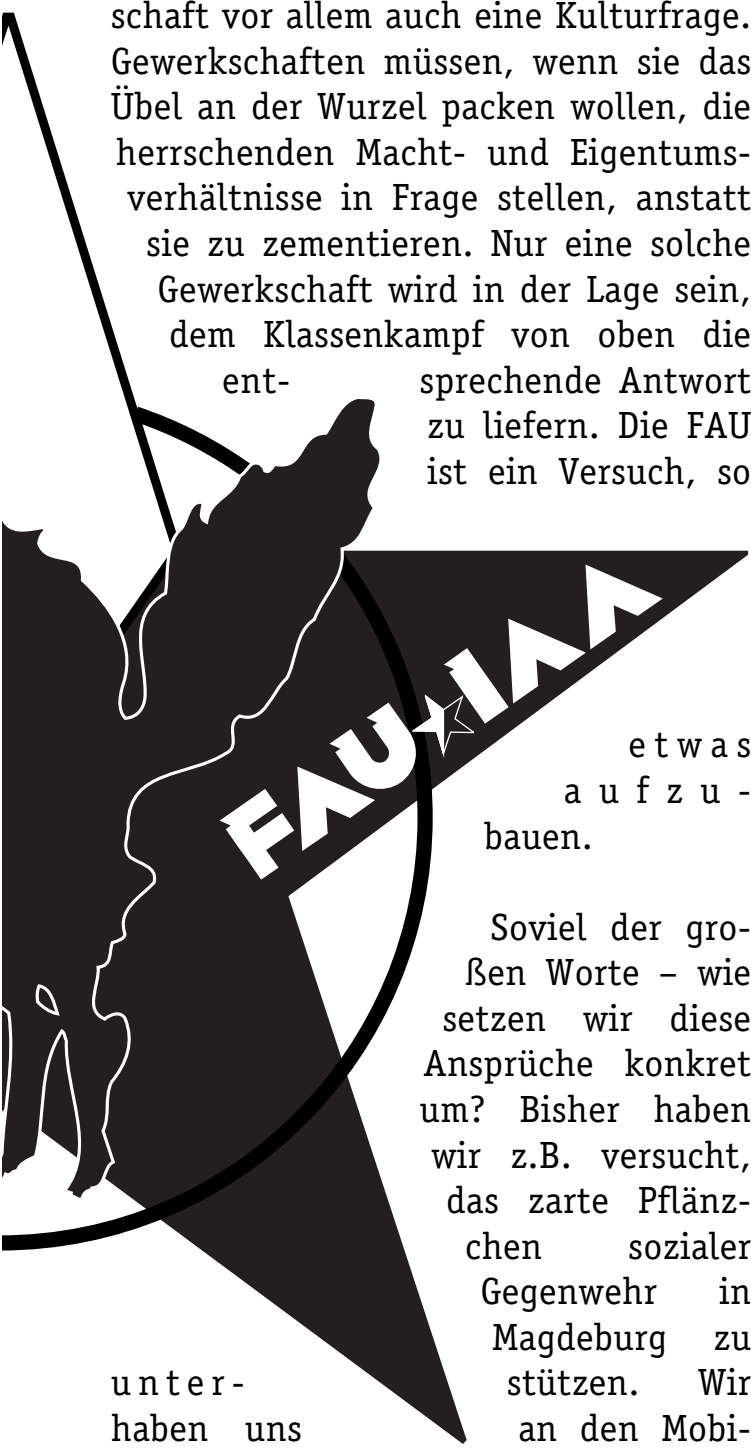 schaft vor allem auch eine Kulturfrage.
Gewerkschaften müssen, wenn sie das
Übel an der Wurzel packen wollen, die
herrschenden Macht- und Eigentums-
verhältnisse in Frage stellen, anstatt
sie zu zementieren. Nur eine solche
Gewerkschaft wird in der Lage sein,
dem Klassenkampf von oben die
ent- sprechende Antwort
zu liefern. Die FAU
ist ein Versuch, so
FAU IAA
etwas
aufzu-
bauen.
Soviel der gro-
ßen Worte – wie
setzen wir diese
Ansprüche konkret
um? Bisher haben
wir z.B. versucht,
das zarte Pflänz-
chen sozialer
Gegenwehr in
Magdeburg zu
unter- stützen. Wir
haben uns an den Mobi-